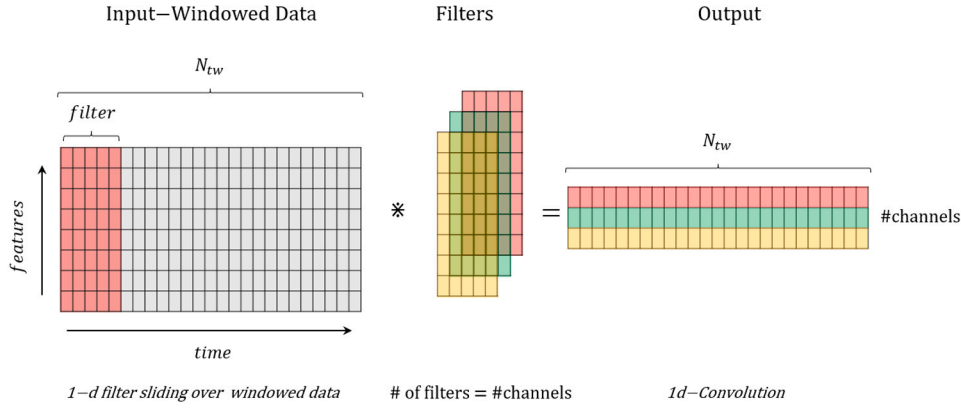 Input−Windowed Data
Filters
Output
N_tw
filter
features
time
⁎
=
N_tw
#channels
1−d filter sliding over windowed data
# of filters = #channels
1d−Convolution